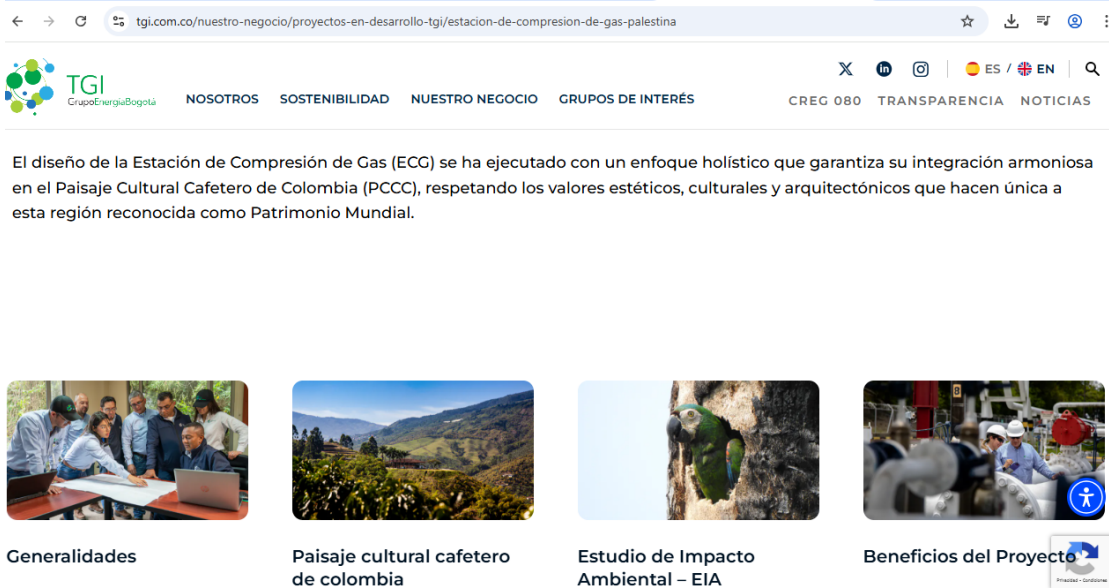 tgi.com.co/nuestro-negocio/proyectos-en-desarrollo-tgi/estacion-de-compresion-de-gas-palestina
TGI
GrupoEnergíaBogotá
ES / EN
NOSOTROS SOSTENIBILIDAD NUESTRO NEGOCIO GRUPOS DE INTERÉS
CREG 080 TRANSPARENCIA NOTICIAS
El diseño de la Estación de Compresión de Gas (ECG) se ha ejecutado con un enfoque holístico que garantiza su integración armoniosa
en el Paisaje Cultural Cafetero de Colombia (PCCC), respetando los valores estéticos, culturales y arquitectónicos que hacen única a
esta región reconocida como Patrimonio Mundial.
8
Generalidades
Paisaje cultural cafetero
de colombia
Estudio de Impacto
Ambiental – EIA
Beneficios del Proyecto
Privacidad - Condiciones